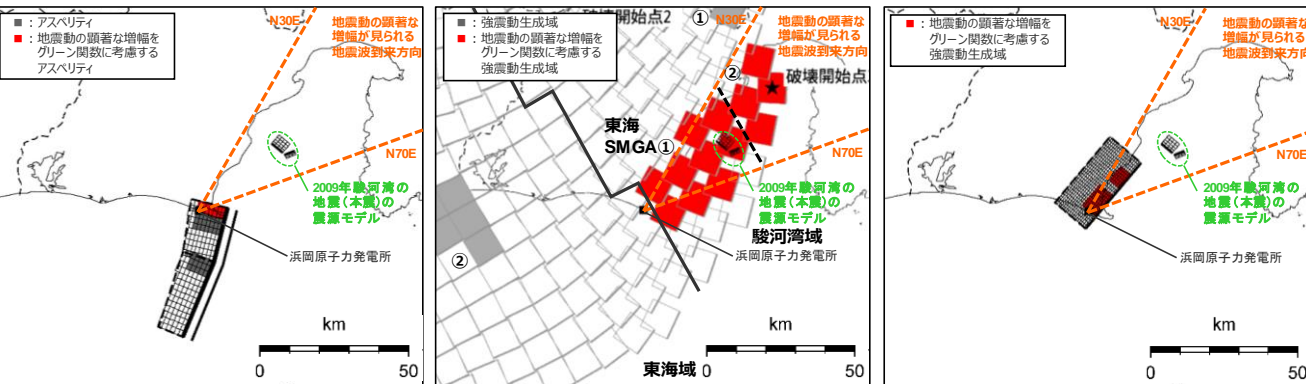 ■ : アスペリティ
■ : 地震動の顕著な増幅を
グリーン関数に考慮する
アスペリティ
N30E
地震動の顕著な
増幅が見られる
地震波到来方向
N70E
2009年駿河湾の
地震(本震)の
震源モデル
浜岡原子力発電所
km
0
50
■ : 強震動生成域
■ : 地震動の顕著な増幅を
グリーン関数に考慮する
強震動生成域
破壊開始点2
①
N30E
地震動の顕著な
増幅が見られる
地震波到来方向
②
破壊開始点
東海
SMGA①
N70E
2009年駿河湾の
地震(本震)の
震源モデル
駿河湾域
浜岡原子力発電所
②
km
東海域
0
50
■ : 地震動の顕著な増幅を
グリーン関数に考慮する
強震動生成域
N30E
地震動の顕著な
増幅が見られる
地震波到来方向
N70E
2009年駿河湾の
地震(本震)の
震源モデル
浜岡原子力発電所
km
0
50